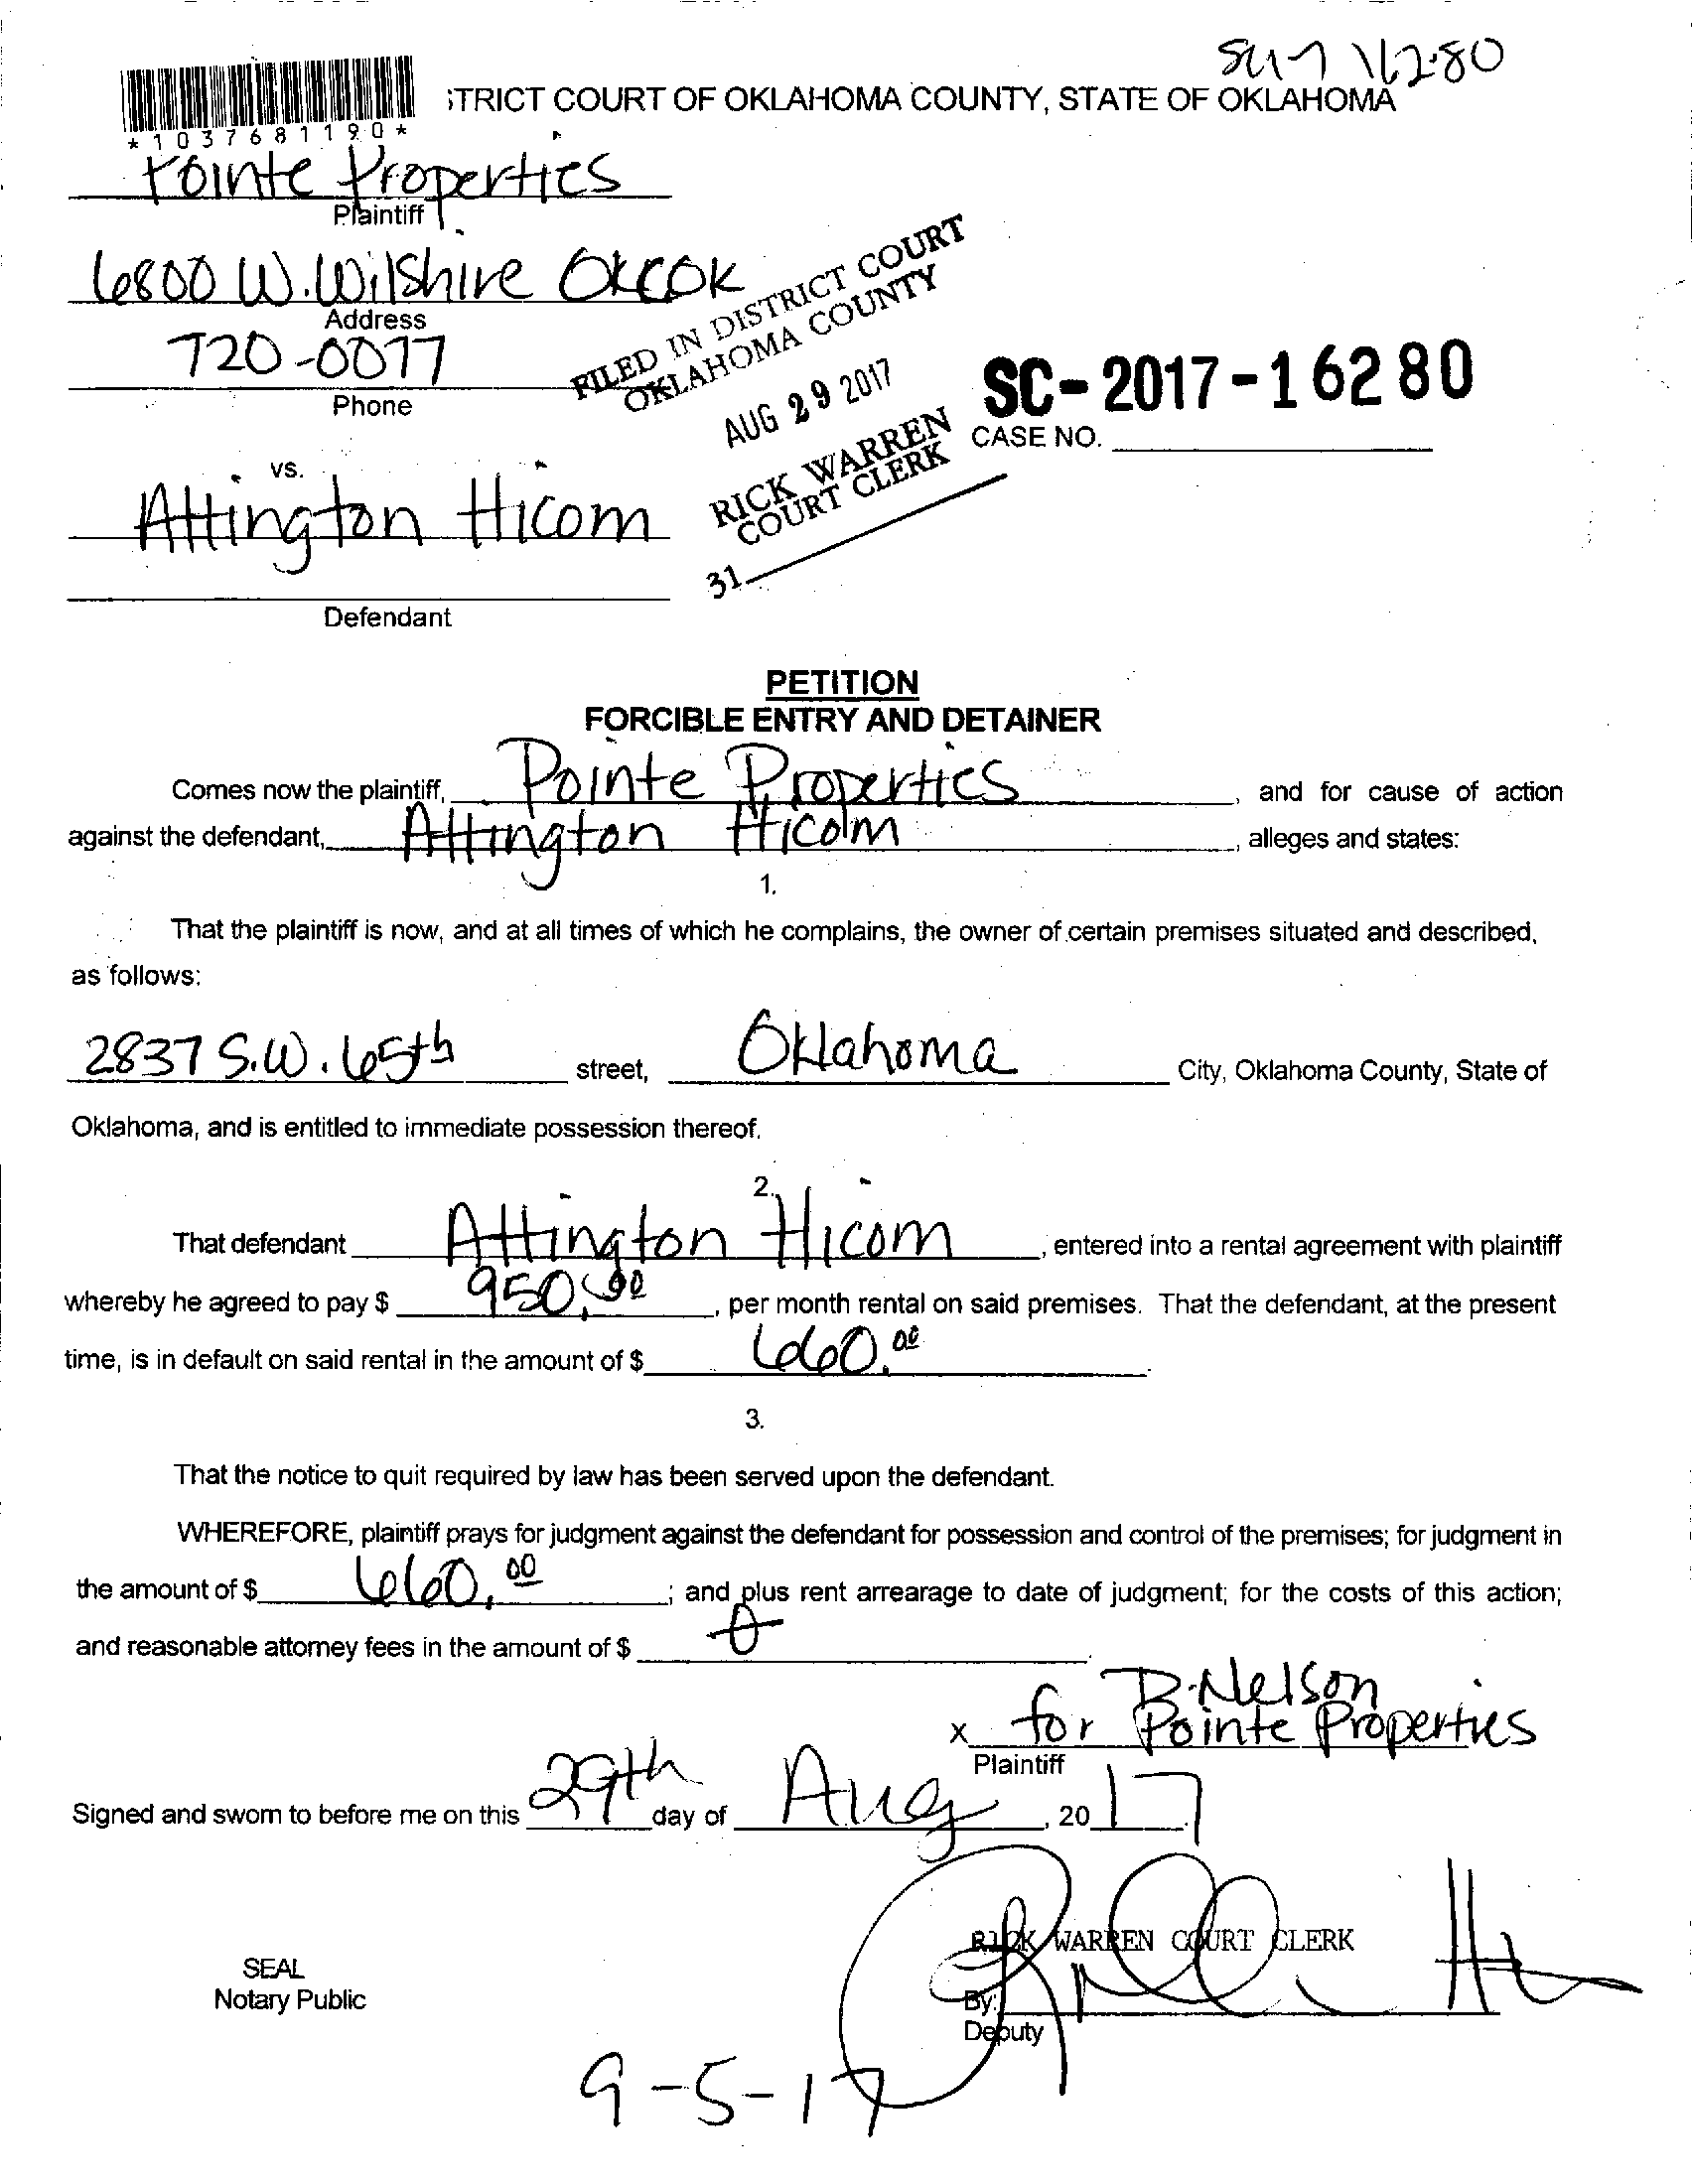 16280
STRICT COURT OF OKLAHOMA COUNTY, STATE OF OKLAHOMA
*1037681190*
Pointe Properties
Plaintiff
6800 W. Wilshire OKCOK
Address
720-0077
Phone
FILED IN DISTRICT COURT
OKLAHOMA COUNTY
AUG 29 2017
RICK WARREN
COURT CLERK
31
SC-2017-16280
CASE NO.
vs.
Attington Hicom
Defendant
PETITION
FORCIBLE ENTRY AND DETAINER
Comes now the plaintiff, Pointe Properties, and for cause of action
against the defendant, Attington Hicom, alleges and states:
1.
That the plaintiff is now, and at all times of which he complains, the owner of certain premises situated and described,
as follows:
2837 S.W. 65th street, Oklahoma City, Oklahoma County, State of
Oklahoma, and is entitled to immediate possession thereof.
2.
That defendant Attington Hicom, entered into a rental agreement with plaintiff
whereby he agreed to pay $ 950.00, per month rental on said premises. That the defendant, at the present
time, is in default on said rental in the amount of $ 660.00
3.
That the notice to quit required by law has been served upon the defendant.
WHEREFORE, plaintiff prays for judgment against the defendant for possession and control of the premises; for judgment in
the amount of $ 660.00; and plus rent arrearage to date of judgment; for the costs of this action;
and reasonable attorney fees in the amount of $ 0
B. Nelson
x for Pointe Properties
Plaintiff
Signed and sworn to before me on this 29th day of Aug, 2017
RICK WARREN COURT CLERK
SEAL
Notary Public
By:
Deputy
9-5-17